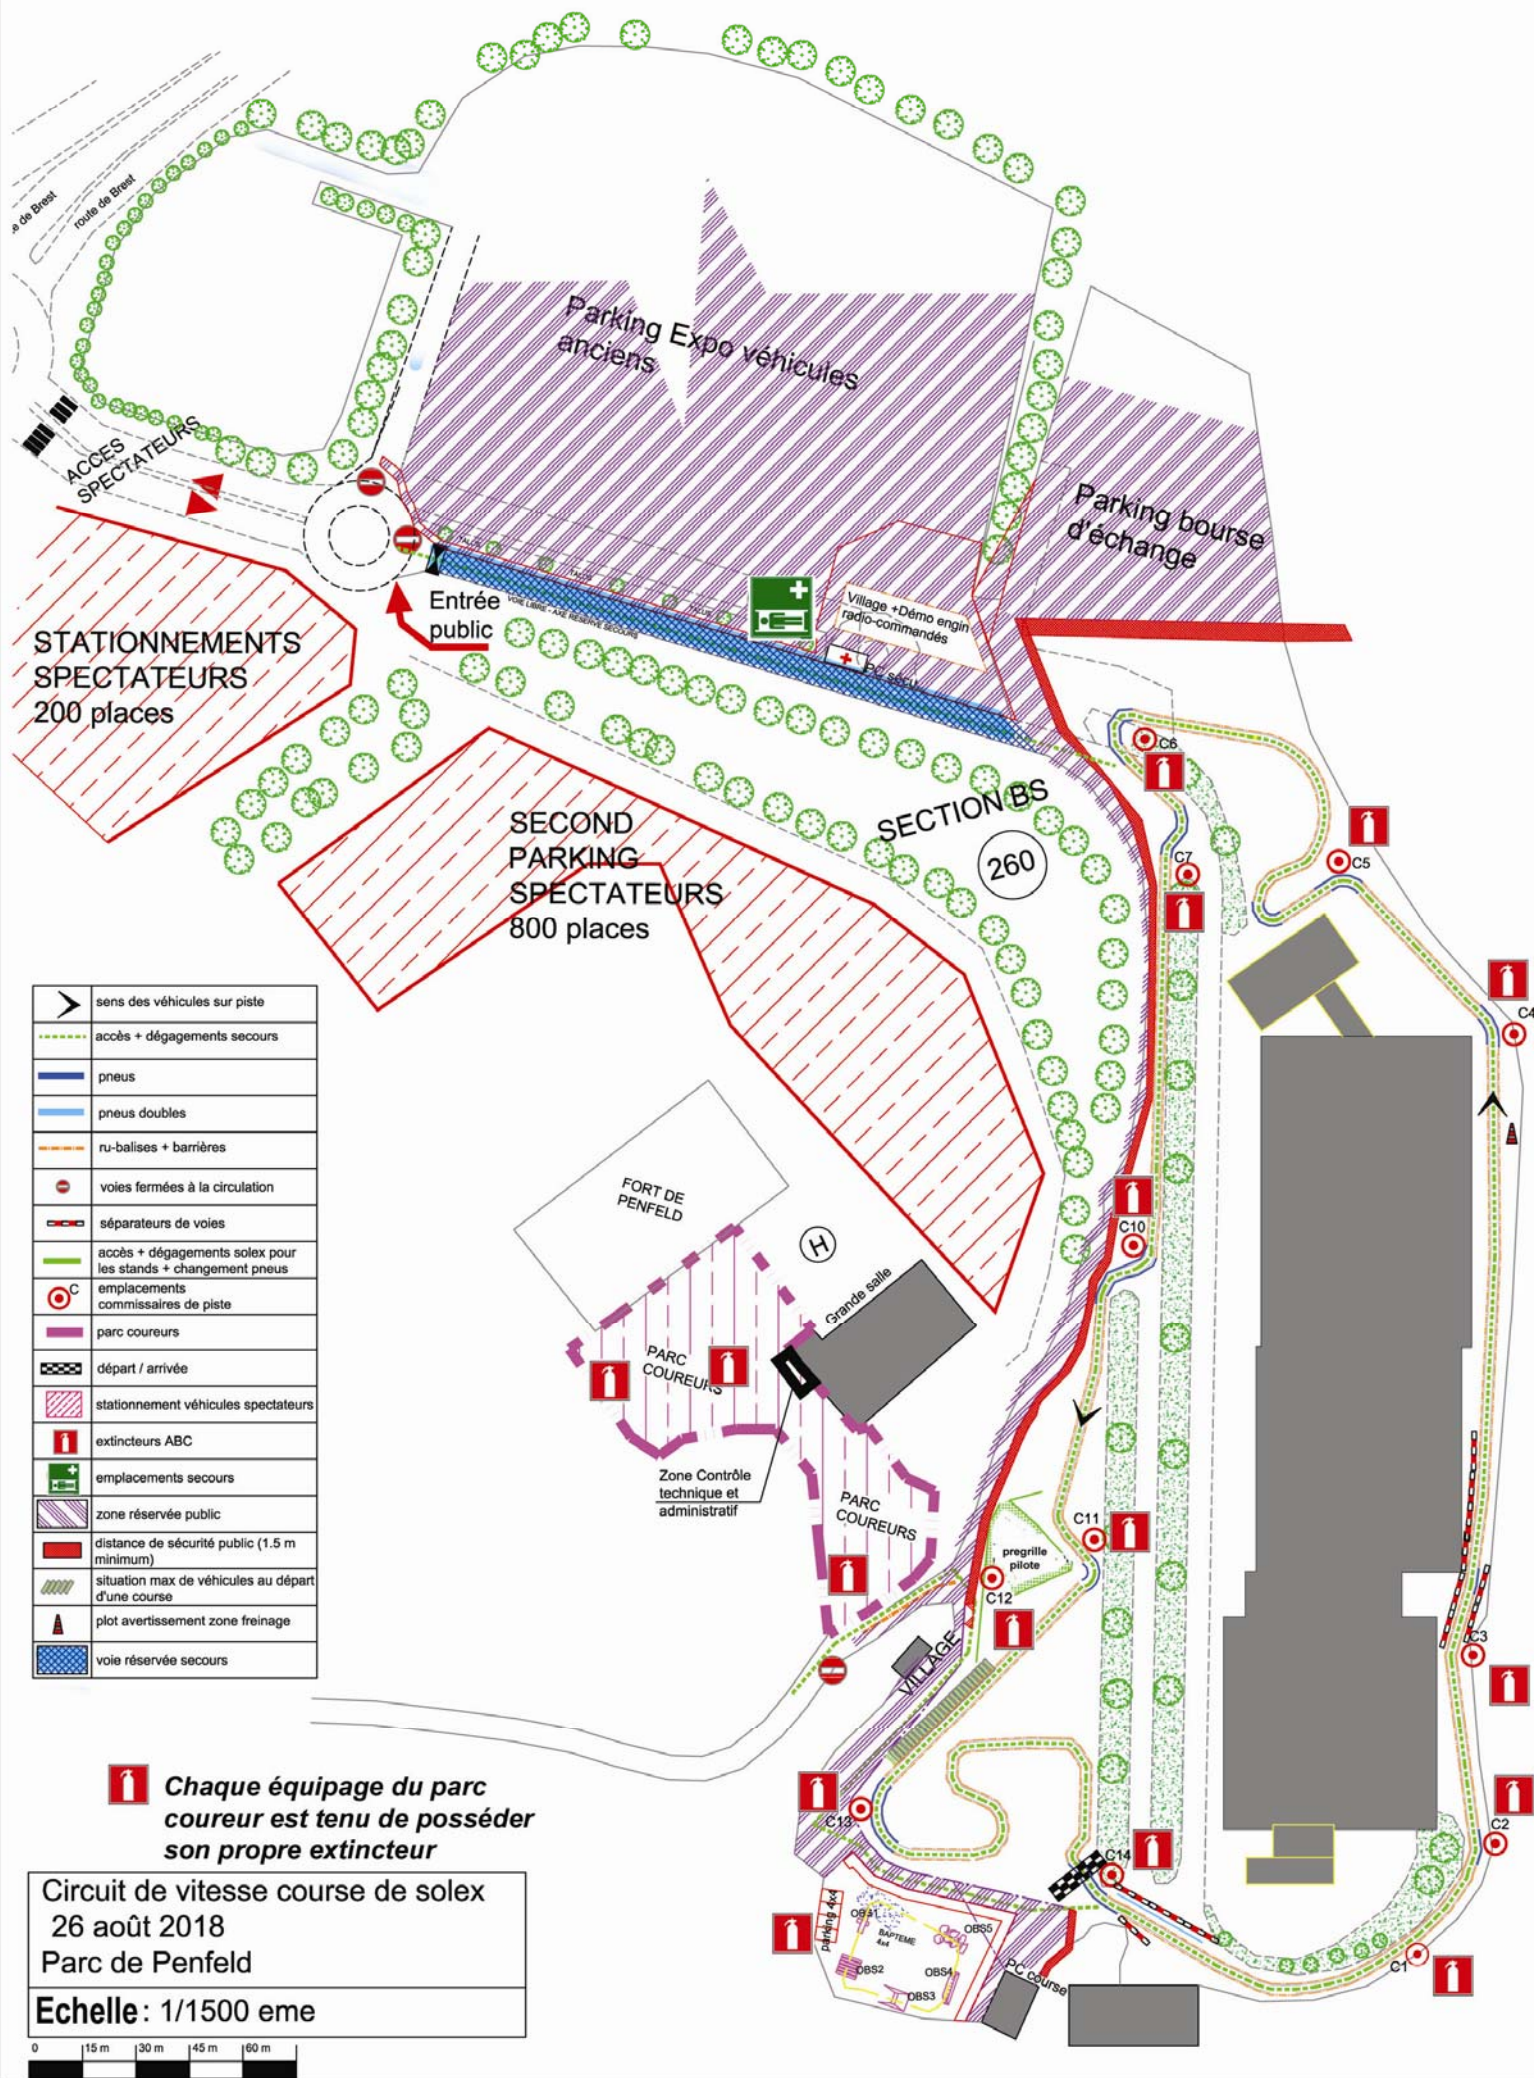 e de Brest
route de Brest
ACCES
SPECTATEURS
Parking Expo véhicules
anciens
Parking bourse
d'échange
TALUS
TALUS
TALUS
VOIE LIBRE - AXE RESERVE SECOURS
Entrée
public
Village +Démo engin
radio-commandés
PC sécu
STATIONNEMENTS
SPECTATEURS
200 places
SECOND
PARKING
SPECTATEURS
800 places
SECTION BS
260
C6
C7
C5
C4
C10
C11
C12
C3
C2
C13
C14
C1
FORT DE
PENFELD
H
Grande salle
PARC
COUREURS
Zone Contrôle
technique et
administratif
PARC
COUREURS
pregrille
pilote
VILLAGE
parking 4x4
OBS1
BAPTEME
4x4
OBS5
OBS2
OBS4
OBS3
PC course
sens des véhicules sur piste
accès + dégagements secours
pneus
pneus doubles
ru-balises + barrières
voies fermées à la circulation
séparateurs de voies
accès + dégagements solex pour
les stands + changement pneus
C
emplacements
commissaires de piste
parc coureurs
départ / arrivée
stationnement véhicules spectateurs
extincteurs ABC
emplacements secours
zone réservée public
distance de sécurité public (1.5 m
minimum)
situation max de véhicules au départ
d'une course
plot avertissement zone freinage
voie réservée secours
Chaque équipage du parc
coureur est tenu de posséder
son propre extincteur
Circuit de vitesse course de solex
26 août 2018
Parc de Penfeld
Echelle : 1/1500 eme
0 15 m 30 m 45 m 60 m